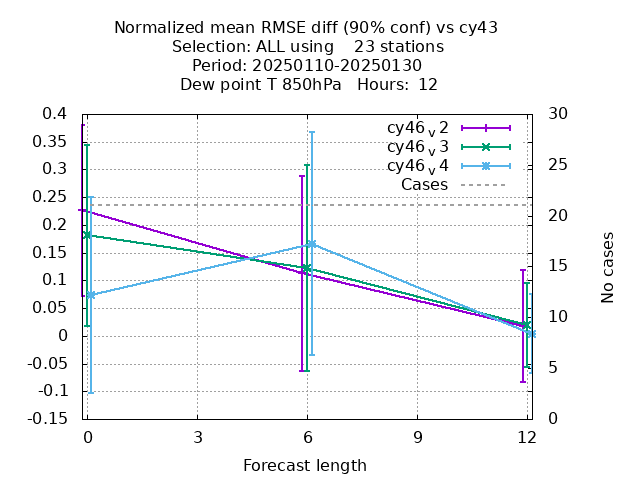 Normalized mean RMSE diff (90% conf) vs cy43
Selection: ALL using    23 stations
Period: 20250110-20250130
Dew point T 850hPa   Hours:  12
cy46_v2
cy46_v3
cy46_v4
Cases
0.4
0.35
0.3
0.25
0.2
0.15
0.1
0.05
0
-0.05
-0.1
-0.15
30
25
20
15
10
5
0
No cases
0
3
6
9
12
Forecast length